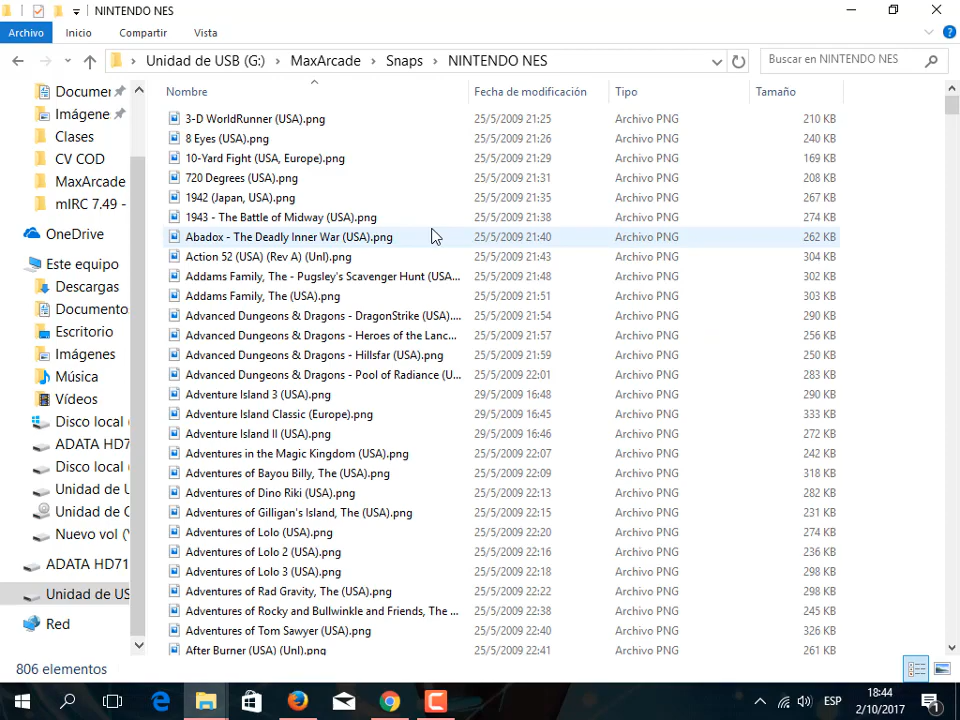 NINTENDO NES
Archivo Inicio Compartir Vista
Unidad de USB (G:) MaxArcade Snaps NINTENDO NES
Buscar en NINTENDO NES
Nombre Fecha de modificación Tipo Tamaño
Documen
Imágene
Clases
CV COD
MaxArcade
mIRC 7.49 -
OneDrive
Este equipo
Descargas
Documento
Escritorio
Imágenes
Música
Vídeos
Disco local (
ADATA HD7
Disco local (
Unidad de U
Unidad de C
Nuevo vol (
ADATA HD71
Unidad de US
Red
3-D WorldRunner (USA).png 25/5/2009 21:25 Archivo PNG 210 KB
8 Eyes (USA).png 25/5/2009 21:26 Archivo PNG 240 KB
10-Yard Fight (USA, Europe).png 25/5/2009 21:29 Archivo PNG 169 KB
720 Degrees (USA).png 25/5/2009 21:31 Archivo PNG 208 KB
1942 (Japan, USA).png 25/5/2009 21:35 Archivo PNG 267 KB
1943 - The Battle of Midway (USA).png 25/5/2009 21:38 Archivo PNG 274 KB
Abadox - The Deadly Inner War (USA).png 25/5/2009 21:40 Archivo PNG 262 KB
Action 52 (USA) (Rev A) (Unl).png 25/5/2009 21:43 Archivo PNG 304 KB
Addams Family, The - Pugsley's Scavenger Hunt (USA... 25/5/2009 21:48 Archivo PNG 302 KB
Addams Family, The (USA).png 25/5/2009 21:51 Archivo PNG 303 KB
Advanced Dungeons & Dragons - DragonStrike (USA).... 25/5/2009 21:54 Archivo PNG 290 KB
Advanced Dungeons & Dragons - Heroes of the Lanc... 25/5/2009 21:57 Archivo PNG 256 KB
Advanced Dungeons & Dragons - Hillsfar (USA).png 25/5/2009 21:59 Archivo PNG 250 KB
Advanced Dungeons & Dragons - Pool of Radiance (U... 25/5/2009 22:01 Archivo PNG 283 KB
Adventure Island 3 (USA).png 29/5/2009 16:48 Archivo PNG 290 KB
Adventure Island Classic (Europe).png 29/5/2009 16:45 Archivo PNG 333 KB
Adventure Island II (USA).png 29/5/2009 16:46 Archivo PNG 272 KB
Adventures in the Magic Kingdom (USA).png 25/5/2009 22:07 Archivo PNG 242 KB
Adventures of Bayou Billy, The (USA).png 25/5/2009 22:09 Archivo PNG 318 KB
Adventures of Dino Riki (USA).png 25/5/2009 22:13 Archivo PNG 282 KB
Adventures of Gilligan's Island, The (USA).png 25/5/2009 22:15 Archivo PNG 231 KB
Adventures of Lolo (USA).png 25/5/2009 22:20 Archivo PNG 274 KB
Adventures of Lolo 2 (USA).png 25/5/2009 22:16 Archivo PNG 236 KB
Adventures of Lolo 3 (USA).png 25/5/2009 22:18 Archivo PNG 298 KB
Adventures of Rad Gravity, The (USA).png 25/5/2009 22:22 Archivo PNG 298 KB
Adventures of Rocky and Bullwinkle and Friends, The ... 25/5/2009 22:38 Archivo PNG 245 KB
Adventures of Tom Sawyer (USA).png 25/5/2009 22:40 Archivo PNG 326 KB
After Burner (USA) (Unl).png 25/5/2009 22:41 Archivo PNG 261 KB
806 elementos
ESP
18:44
2/10/2017
1